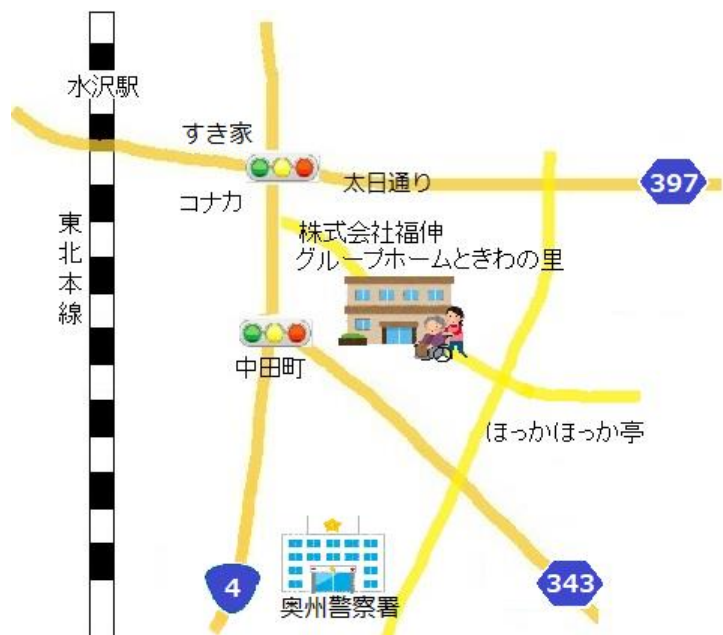 水沢駅
すき家
397
太日通り
コナカ
株式会社福伸
グループホームときわの里
東北本線
中田町
ほっかほっか亭
4
343
奥州警察署